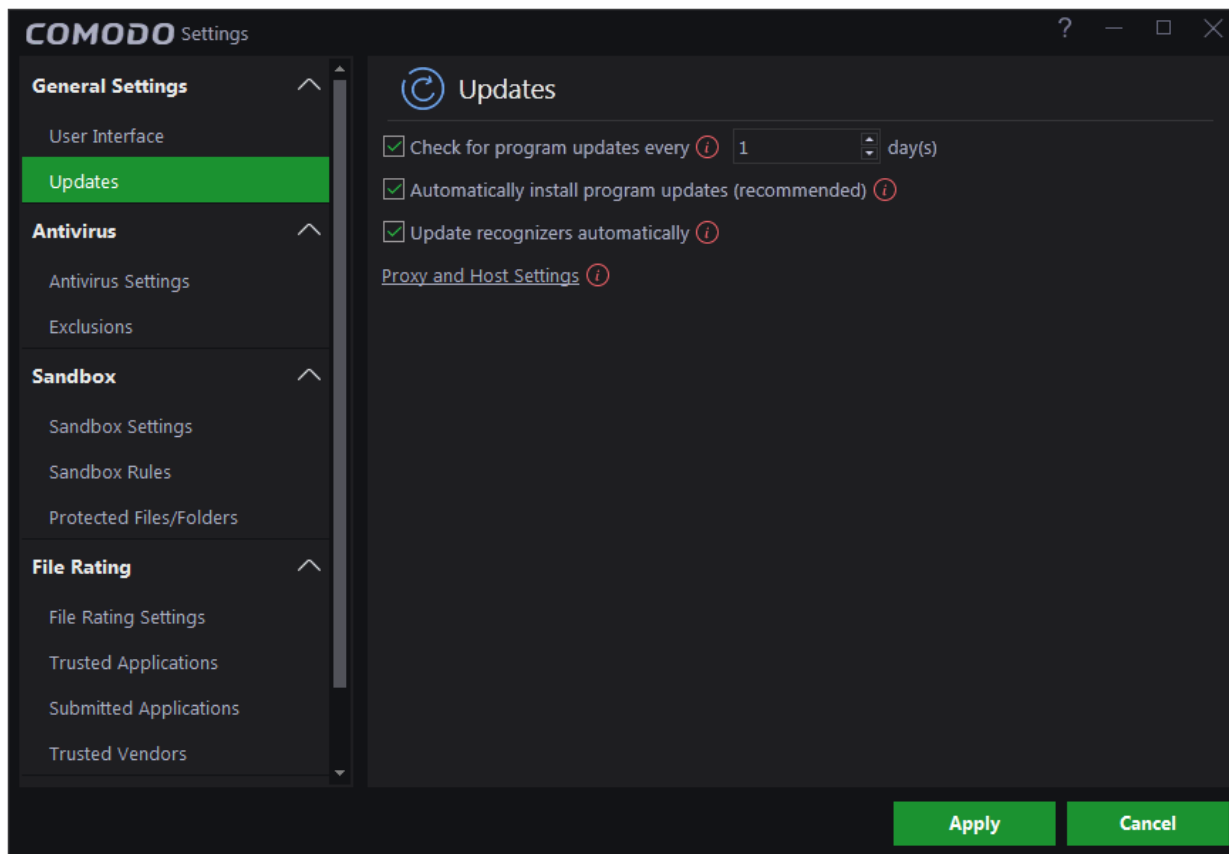 COMODO Settings
?
General Settings
User Interface
Updates
Antivirus
Antivirus Settings
Exclusions
Sandbox
Sandbox Settings
Sandbox Rules
Protected Files/Folders
File Rating
File Rating Settings
Trusted Applications
Submitted Applications
Trusted Vendors
Updates
Check for program updates every i 1 day(s)
Automatically install program updates (recommended) i
Update recognizers automatically i
Proxy and Host Settings i
Apply Cancel